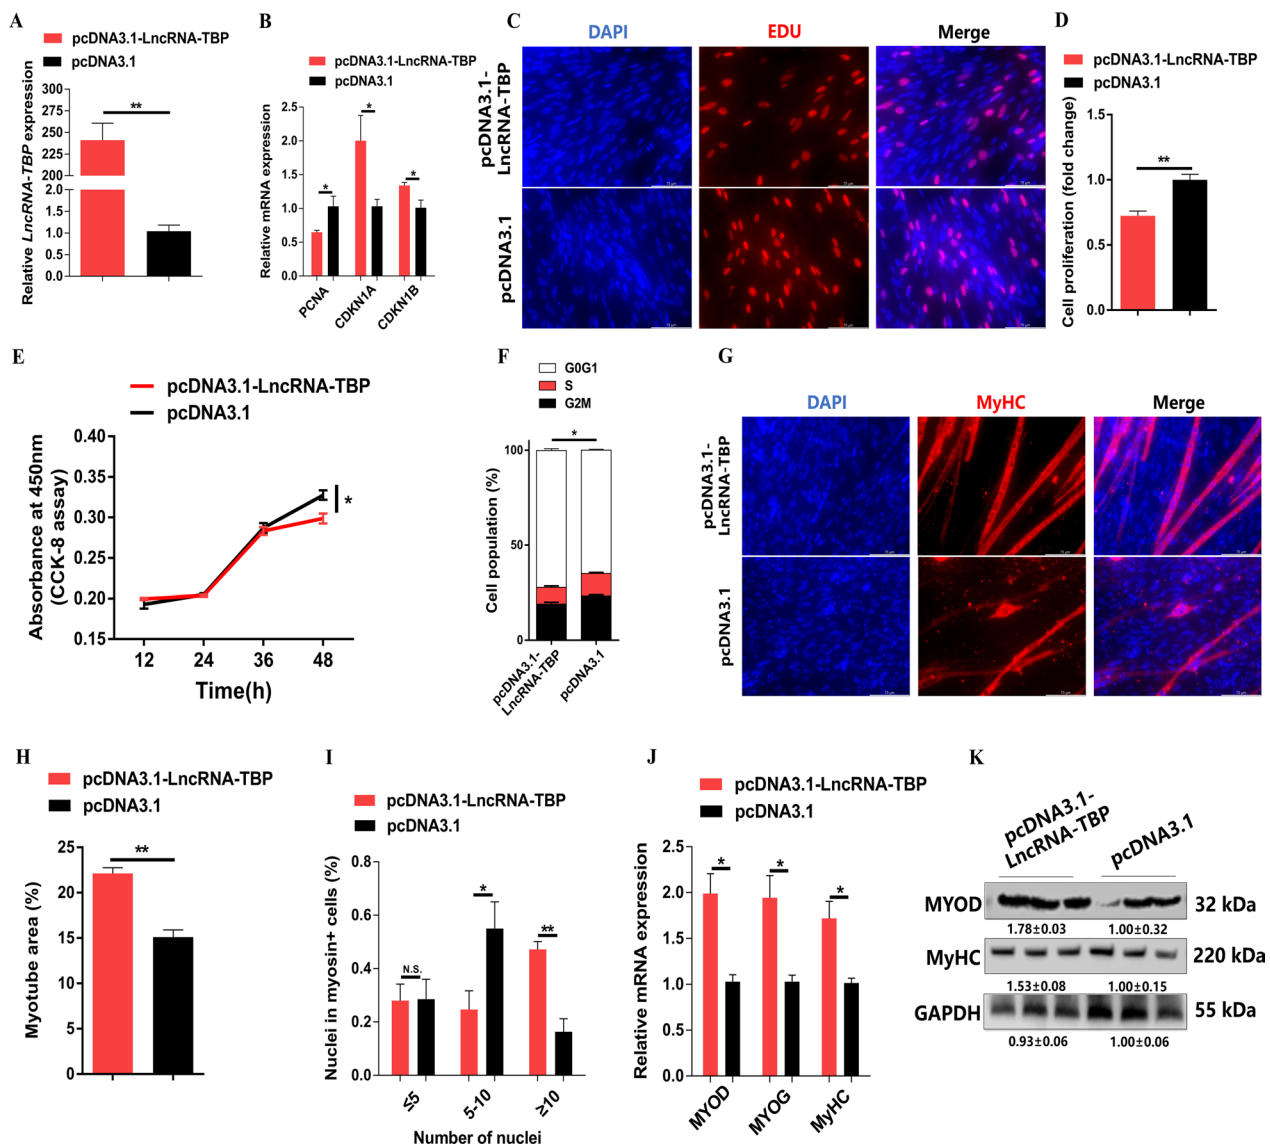 A
pcDNA3.1-LncRNA-TBP
pcDNA3.1
Relative LncRNA-TBP expression
300
275
250
225
200
2.0
1.5
1.0
0.5
0.0
**
B
pcDNA3.1-LncRNA-TBP
pcDNA3.1
Relative mRNA expression
2.5
2.0
1.5
1.0
0.5
0.0
*
*
*
PCNA
CDKN1A
CDKN1B
C
DAPI
EDU
Merge
pcDNA3.1-
LncRNA-TBP
pcDNA3.1
D
pcDNA3.1-LncRNA-TBP
pcDNA3.1
Cell proliferation (fold change)
1.5
1.0
0.5
0.0
**
E
pcDNA3.1-LncRNA-TBP
pcDNA3.1
Absorbance at 450nm
(CCK-8 assay)
0.40
0.35
0.30
0.25
0.20
0.15
*
12
24
36
48
Time(h)
F
G0G1
S
G2M
Cell population (%)
100
50
0
*
pcDNA3.1-
LncRNA-TBP
pcDNA3.1
G
DAPI
MyHC
Merge
pcDNA3.1-
LncRNA-TBP
pcDNA3.1
H
pcDNA3.1-LncRNA-TBP
pcDNA3.1
Myotube area (%)
25
20
15
10
5
0
**
I
pcDNA3.1-LncRNA-TBP
pcDNA3.1
Nuclei in myosin+ cells (%)
0.8
0.6
0.4
0.2
0.0
N.S.
*
**
≤5
5-10
≥10
Number of nuclei
J
pcDNA3.1-LncRNA-TBP
pcDNA3.1
Relative mRNA expression
2.5
2.0
1.5
1.0
0.5
0.0
*
*
*
MYOD
MYOG
MyHC
K
pcDNA3.1-
LncRNA-TBP
pcDNA3.1
MYOD
32 kDa
1.78±0.03
1.00±0.32
MyHC
220 kDa
1.53±0.08
1.00±0.15
GAPDH
55 kDa
0.93±0.06
1.00±0.06